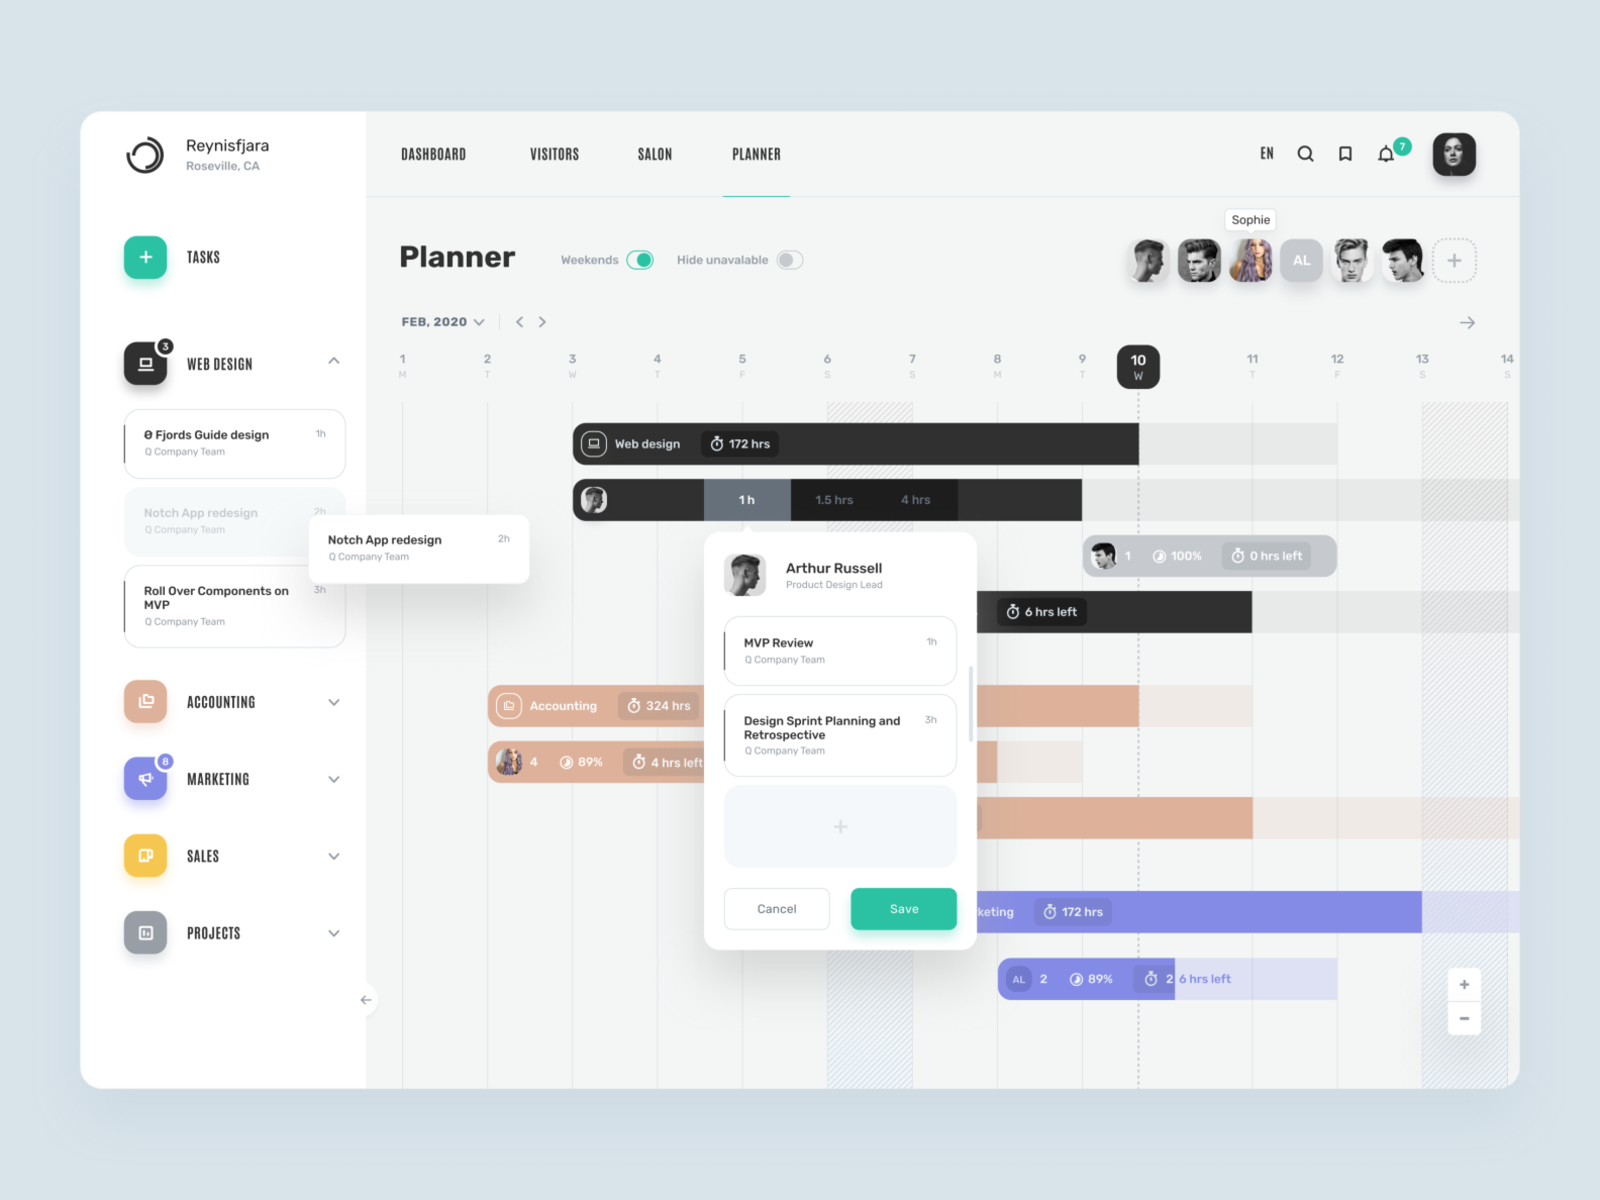 Reynisfjara
Roseville, CA
DASHBOARD
VISITORS
SALON
PLANNER
EN
7
TASKS
Planner
Weekends
Hide unavalable
Sophie
AL
FEB, 2020
1 2 3 4 5 6 7 8 9 10 11 12 13 14
M T W T F S S M T W T F S S
3
WEB DESIGN
Ꮎ Fjords Guide design 1h
Q Company Team
Notch App redesign 2h
Q Company Team
Notch App redesign 2h
Q Company Team
Roll Over Components on 3h
MVP
Q Company Team
ACCOUNTING
8
MARKETING
SALES
PROJECTS
Web design 172 hrs
1 h 1.5 hrs 4 hrs
1 100% 0 hrs left
6 hrs left
Accounting 324 hrs
4 89% 4 hrs left
keting 172 hrs
AL 2 89% 2 6 hrs left
Arthur Russell
Product Design Lead
MVP Review 1h
Q Company Team
Design Sprint Planning and 3h
Retrospective
Q Company Team
Cancel
Save